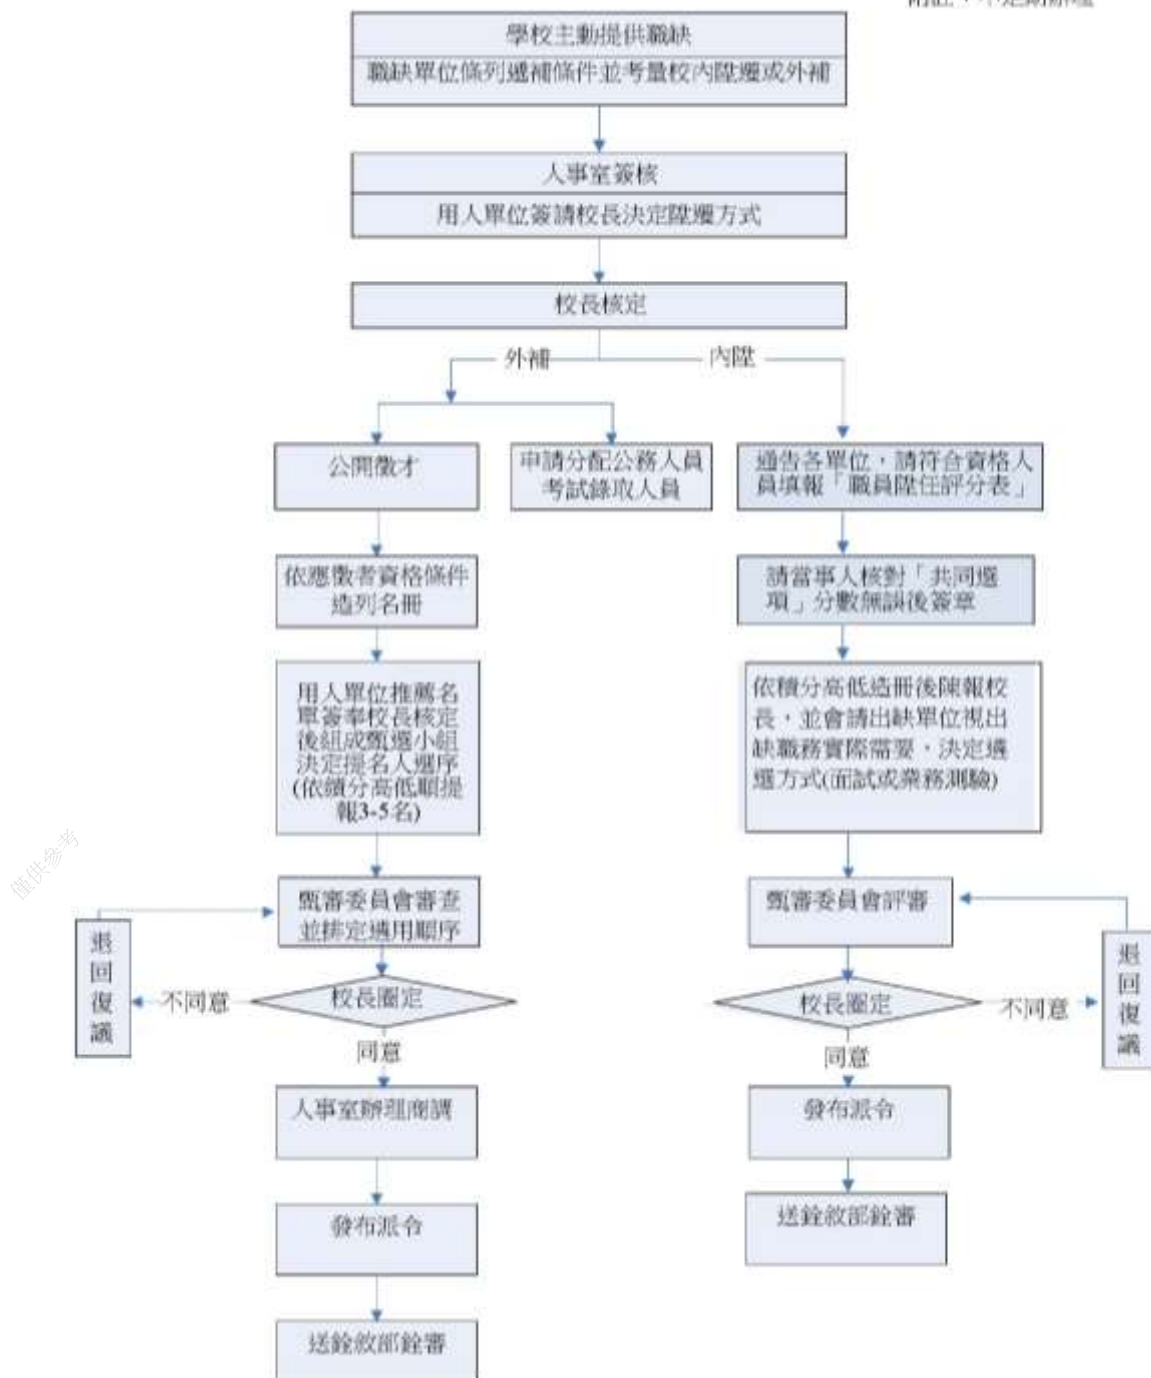 學校主動提供職缺
職缺單位條列遞補條件並考量校內陞遷或外補
人事室簽核
用人單位簽請校長決定陞遷方式
校長核定
外補
內陞
公開徵才
申請分配公務人員
考試錄取人員
通告各單位，請符合資格人
員填報「職員陞任評分表」
依應徵者資格條件
造列名冊
請當事人核對「共同選
項」分數無誤後簽章
用人單位推薦名
單簽奉校長核定
後組成甄選小組
決定提名人選序
(依績分高低順提
報3-5名)
依積分高低造冊後陳報校
長，並會請出缺單位視出
缺職務實際需要，決定遴
選方式(面試或業務測驗)
甄審委員會審查
並排定遴用順序
甄審委員會評審
退
回
復
議
不同意
校長圈定
同意
校長圈定
不同意
同意
退
回
復
議
人事室辦理商調
發布派令
發布派令
送銓敘部銓審
送銓敘部銓審
僅供參考